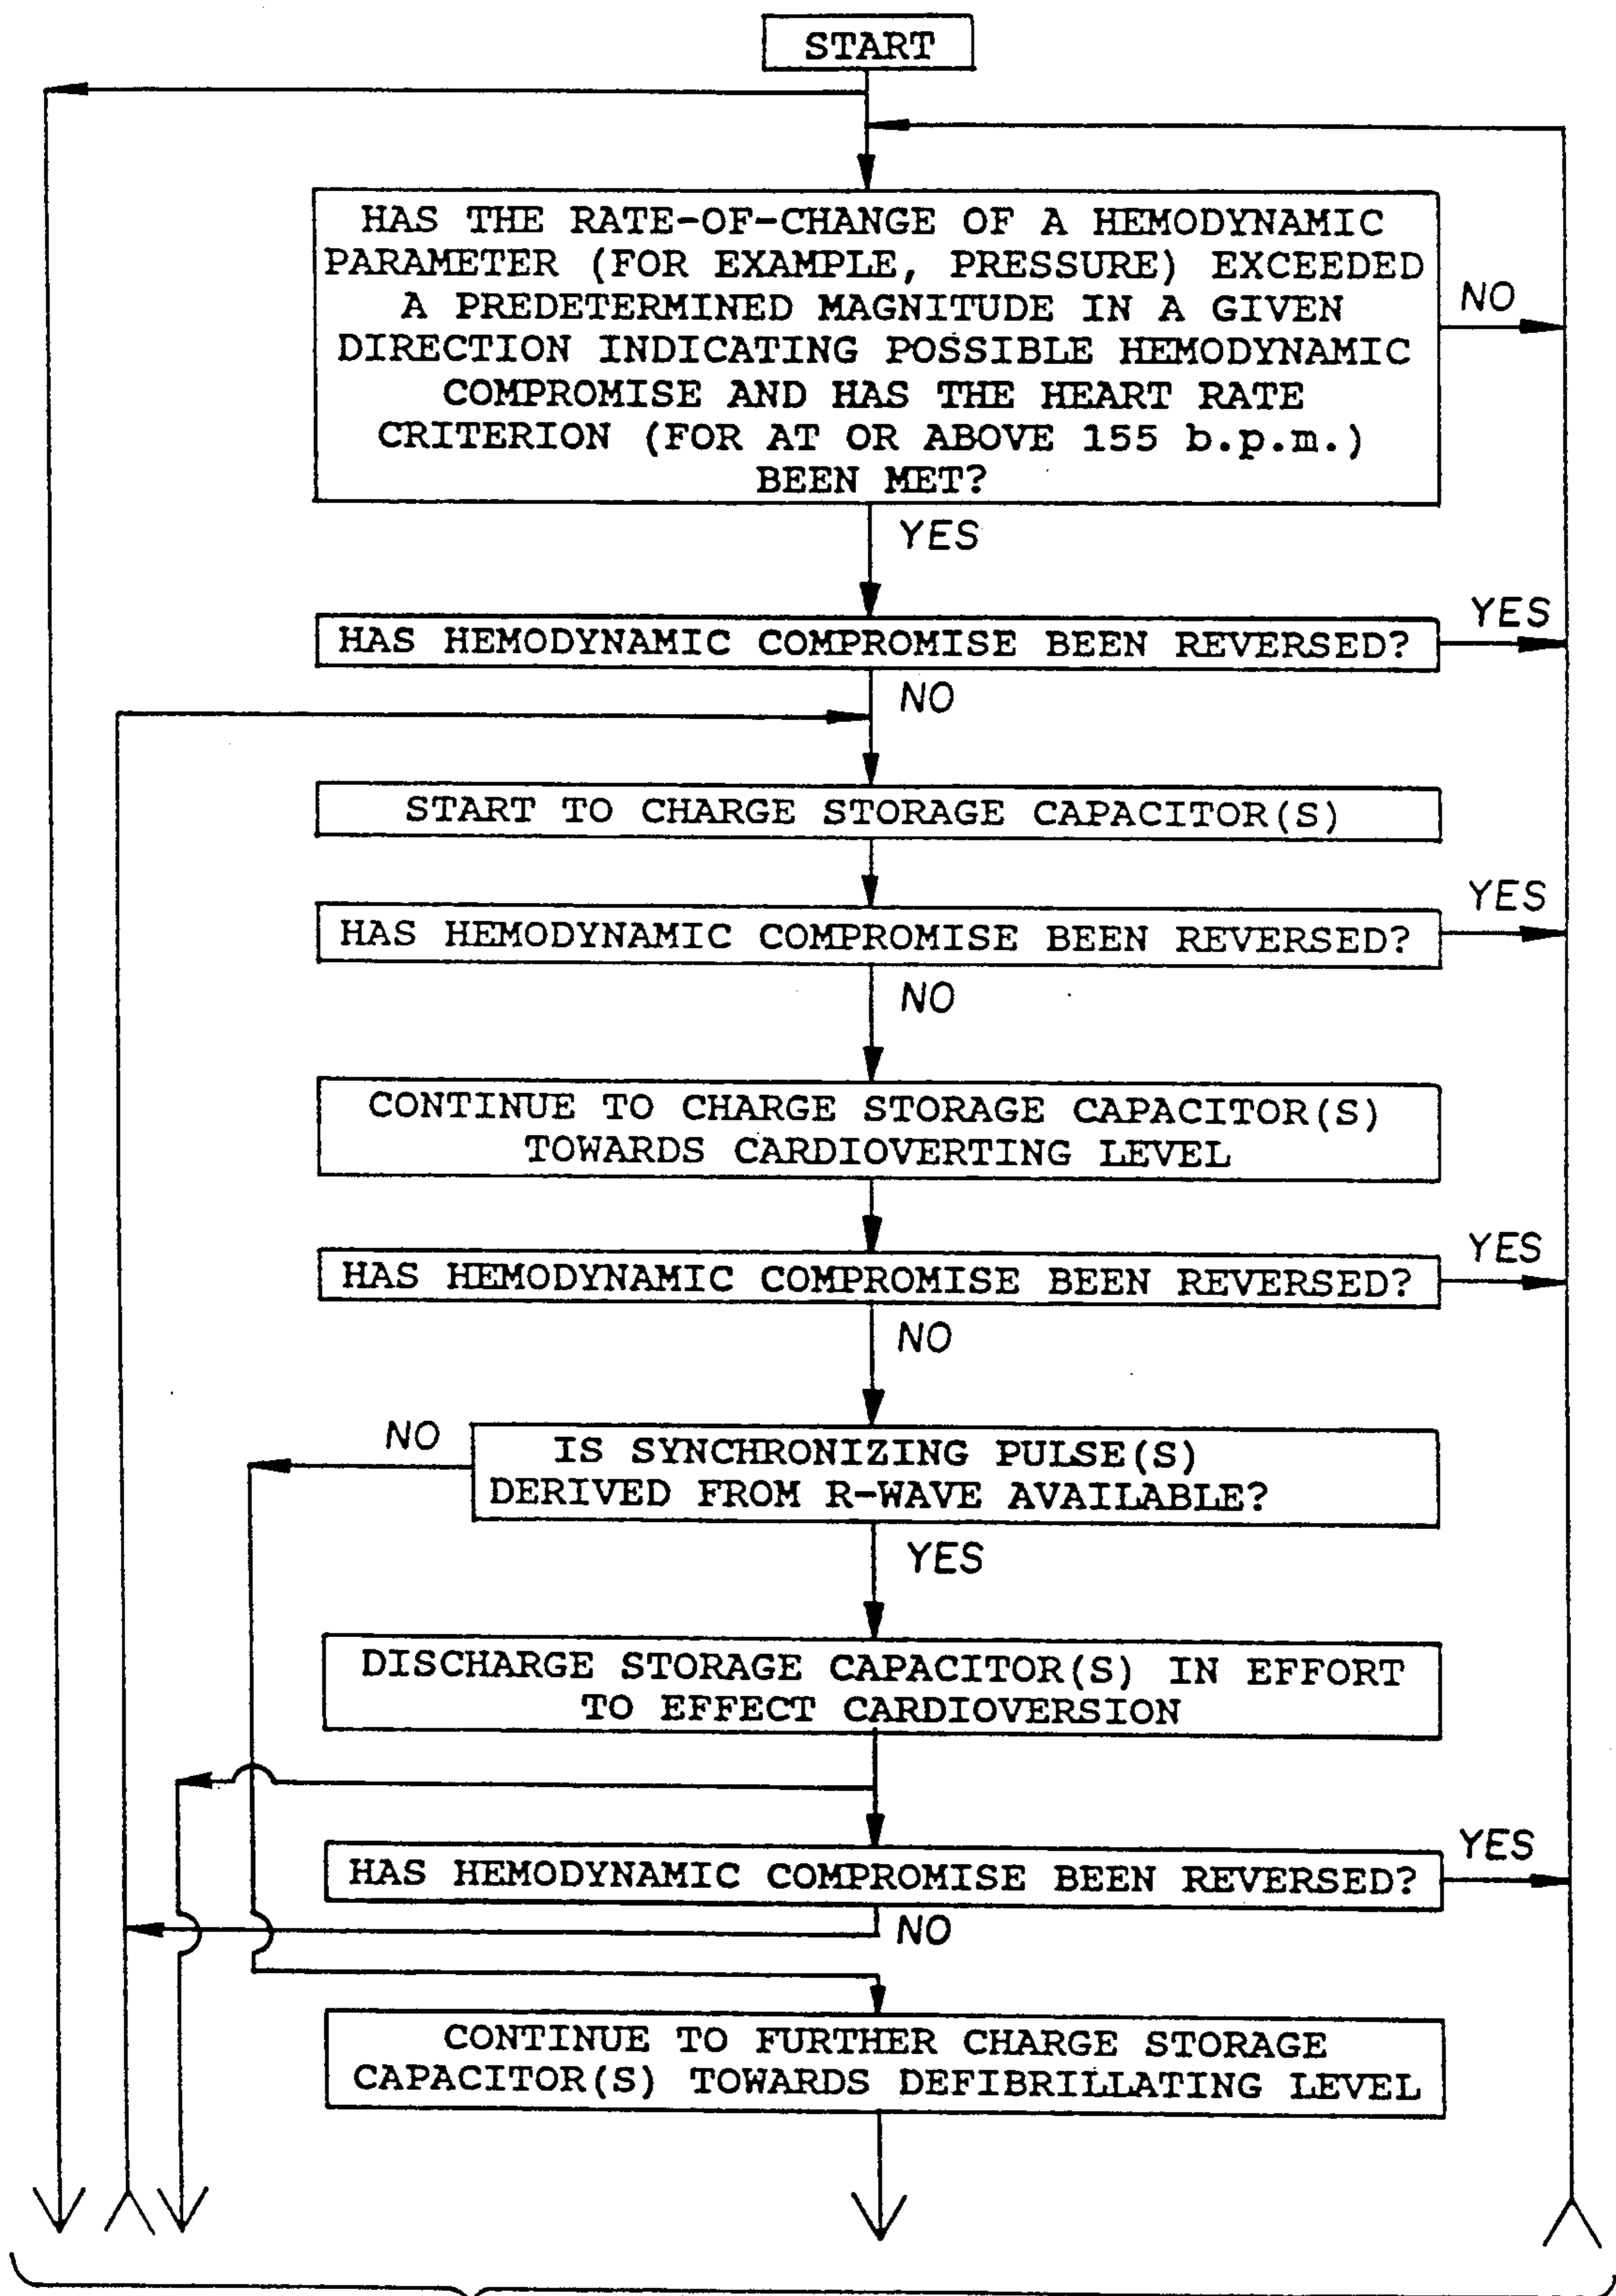 START
HAS THE RATE-OF-CHANGE OF A HEMODYNAMIC
PARAMETER (FOR EXAMPLE, PRESSURE) EXCEEDED
A PREDETERMINED MAGNITUDE IN A GIVEN
DIRECTION INDICATING POSSIBLE HEMODYNAMIC
COMPROMISE AND HAS THE HEART RATE
CRITERION (FOR AT OR ABOVE 155 b.p.m.)
BEEN MET?
NO
YES
HAS HEMODYNAMIC COMPROMISE BEEN REVERSED?
YES
NO
START TO CHARGE STORAGE CAPACITOR(S)
HAS HEMODYNAMIC COMPROMISE BEEN REVERSED?
YES
NO
CONTINUE TO CHARGE STORAGE CAPACITOR(S)
TOWARDS CARDIOVERTING LEVEL
HAS HEMODYNAMIC COMPROMISE BEEN REVERSED?
YES
NO
NO
IS SYNCHRONIZING PULSE(S)
DERIVED FROM R-WAVE AVAILABLE?
YES
DISCHARGE STORAGE CAPACITOR(S) IN EFFORT
TO EFFECT CARDIOVERSION
HAS HEMODYNAMIC COMPROMISE BEEN REVERSED?
YES
NO
CONTINUE TO FURTHER CHARGE STORAGE
CAPACITOR(S) TOWARDS DEFIBRILLATING LEVEL